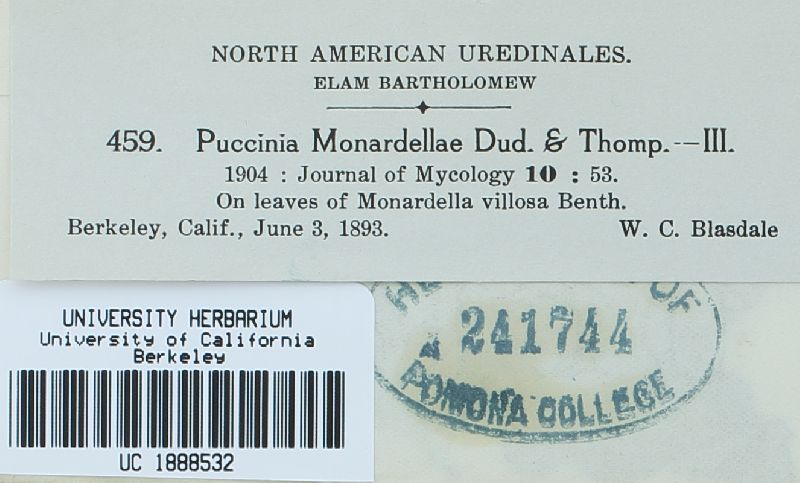 NORTH AMERICAN UREDINALES.
ELAM BARTHOLOMEW
459. Puccinia Monardellae Dud. & Thomp.--III.
1904 : Journal of Mycology 10 : 53.
On leaves of Monardella villosa Benth.
Berkeley, Calif., June 3, 1893. W. C. Blasdale
UNIVERSITY HERBARIUM
University of California
Berkeley
UC 1888532
OF
241744
POMONA COLLEGE